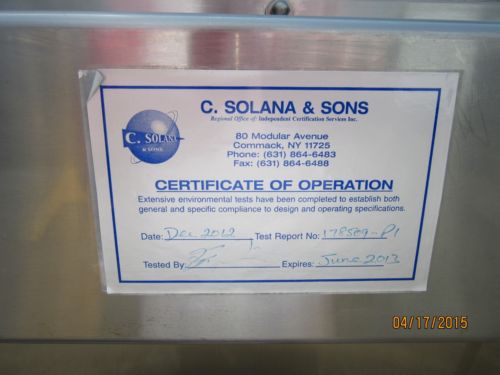 C. SOLANA & SONS
Regional Office of: Independent Certification Services Inc.
C. SOLANA
& SONS
80 Modular Avenue
Commack, NY 11725
Phone: (631) 864-6483
Fax: (631) 864-6488
CERTIFICATE OF OPERATION
Extensive environmental tests have been completed to establish both
general and specific compliance to design and operating specifications.
Date: Dec 2012 Test Report No: 178509-P1
Tested By: Expires: June 2013
04/17/2015